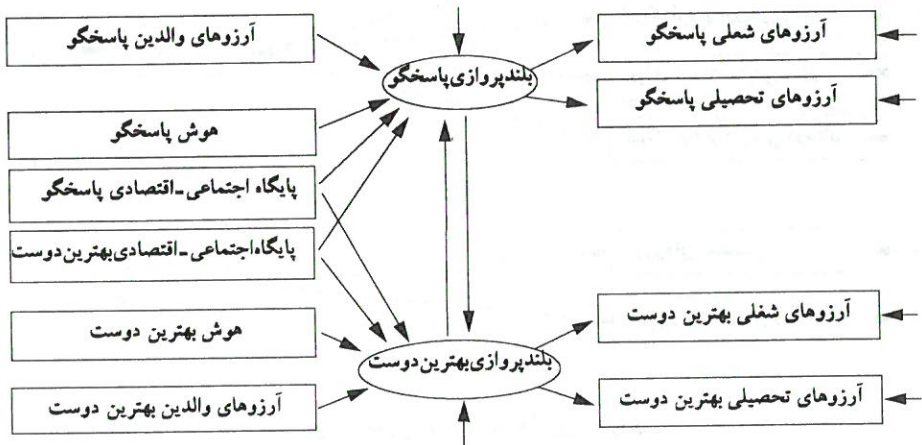 آرزوهای والدین پاسخگو
هوش پاسخگو
پایگاه اجتماعی-اقتصادی پاسخگو
پایگاه اجتماعی-اقتصادی بهترین دوست
هوش بهترین دوست
آرزوهای والدین بهترین دوست
بلندپروازی پاسخگو
بلندپروازی بهترین دوست
آرزوهای شعلی پاسخگو
آرزوهای تحصیلی پاسخگو
آرزوهای شغلی بهترین دوست
آرزوهای تحصیلی بهترین دوست